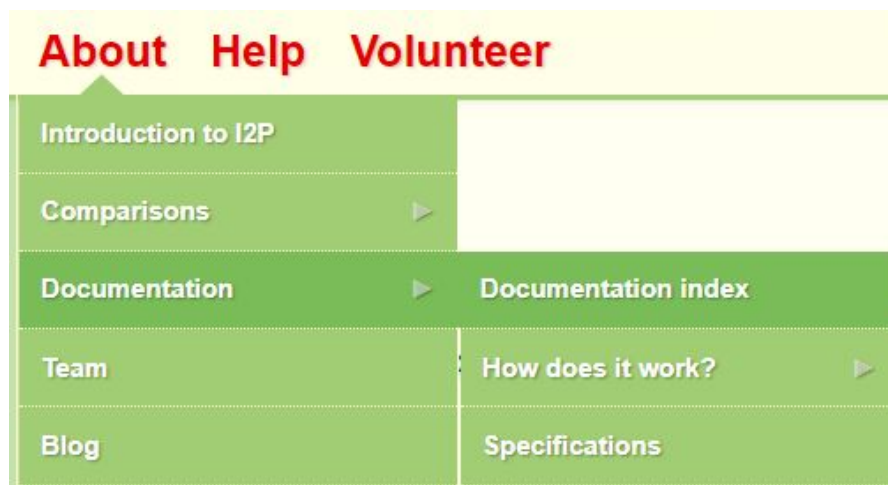 About Help Volunteer
Introduction to I2P
Comparisons
Documentation
Team
Blog
Documentation index
How does it work?
Specifications